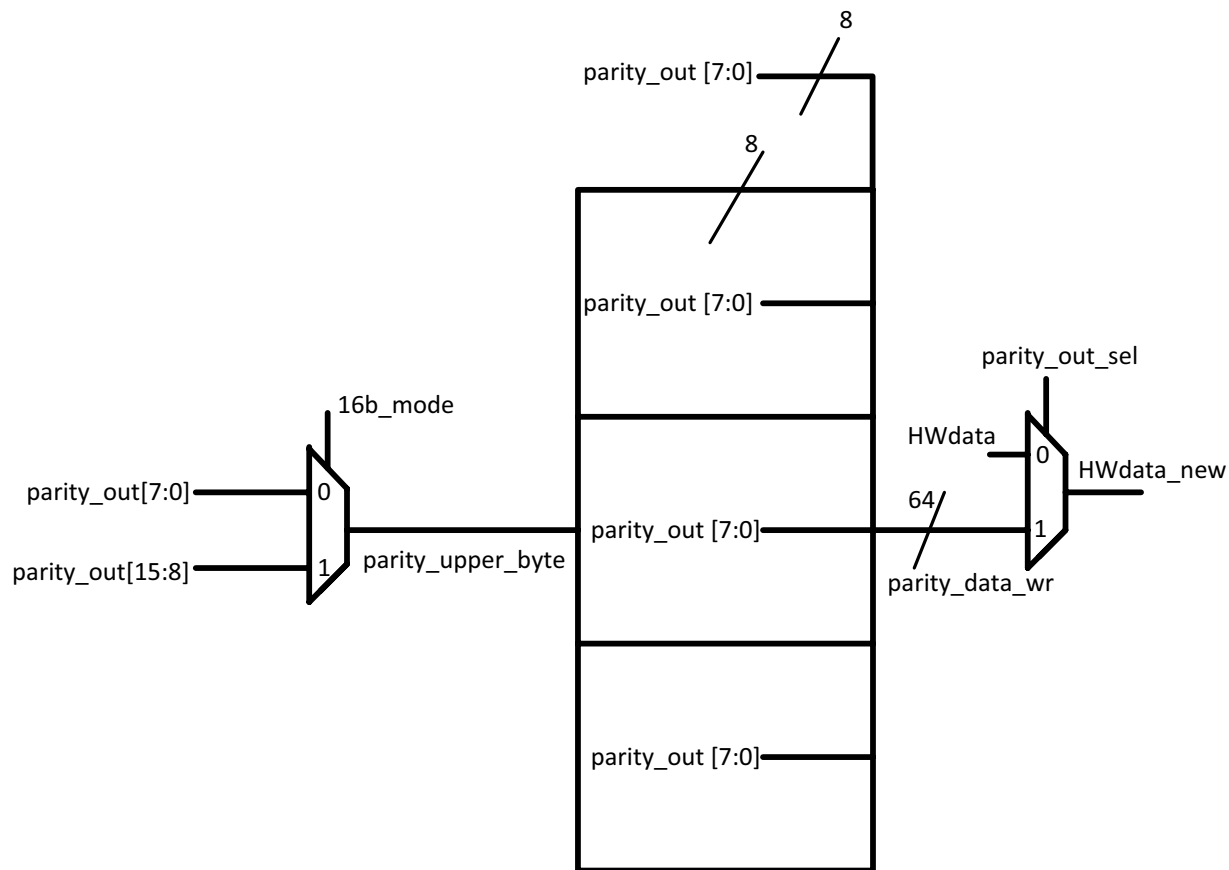 8
parity_out [7:0]
8
parity_out [7:0]
parity_out_sel
16b_mode
HWdata
0
HWdata_new
parity_out[7:0]
0
64
parity_out [7:0]
1
parity_upper_byte
parity_out[15:8]
1
parity_data_wr
parity_out [7:0]